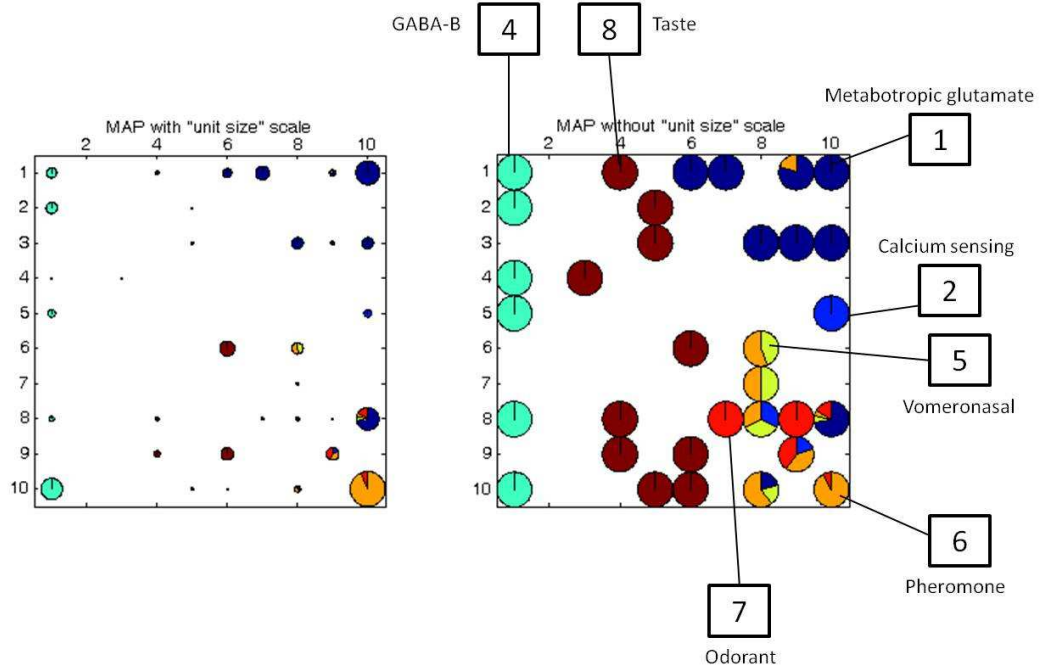 GABA-B 4 8 Taste
Metabotropic glutamate
1
MAP with "unit size" scale
2 4 6 8 10
1
2
3
4
5
6
7
8
9
10
MAP without "unit size" scale
2 4 6 8 10
1
2
3
4
5
6
7
8
9
10
Calcium sensing
2
5
Vomeronasal
6
Pheromone
7
Odorant